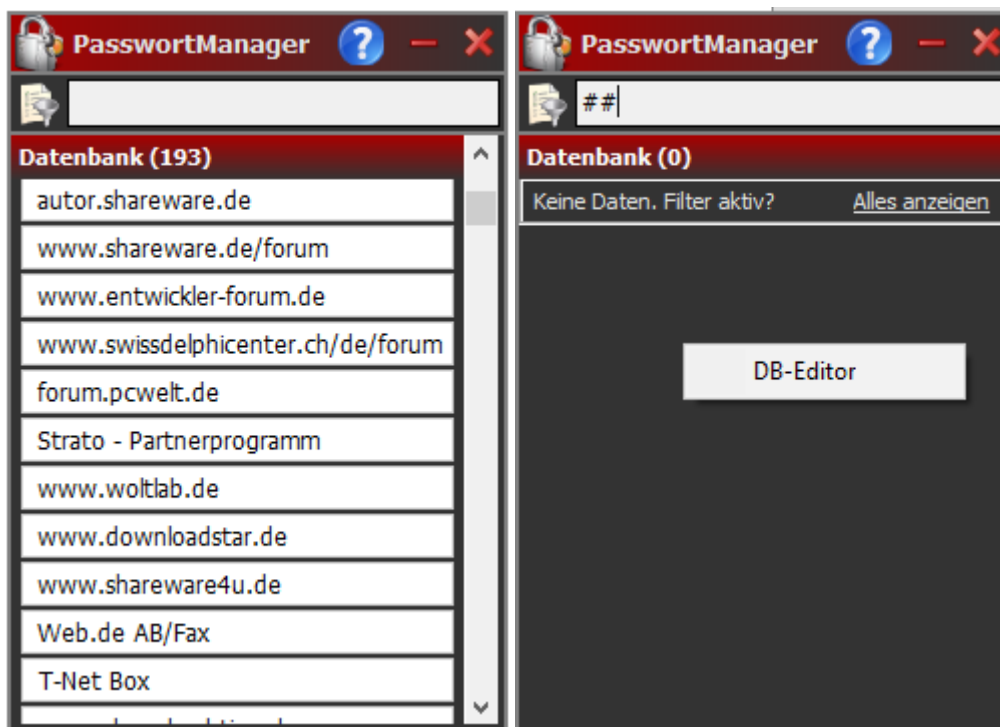 PasswortManager
Datenbank (193)
autor.shareware.de
www.shareware.de/forum
www.entwickler-forum.de
www.swissdelphicenter.ch/de/forum
forum.pcwelt.de
Strato - Partnerprogramm
www.woltlab.de
www.downloadstar.de
www.shareware4u.de
Web.de AB/Fax
T-Net Box
PasswortManager
##
Datenbank (0)
Keine Daten. Filter aktiv? Alles anzeigen
DB-Editor